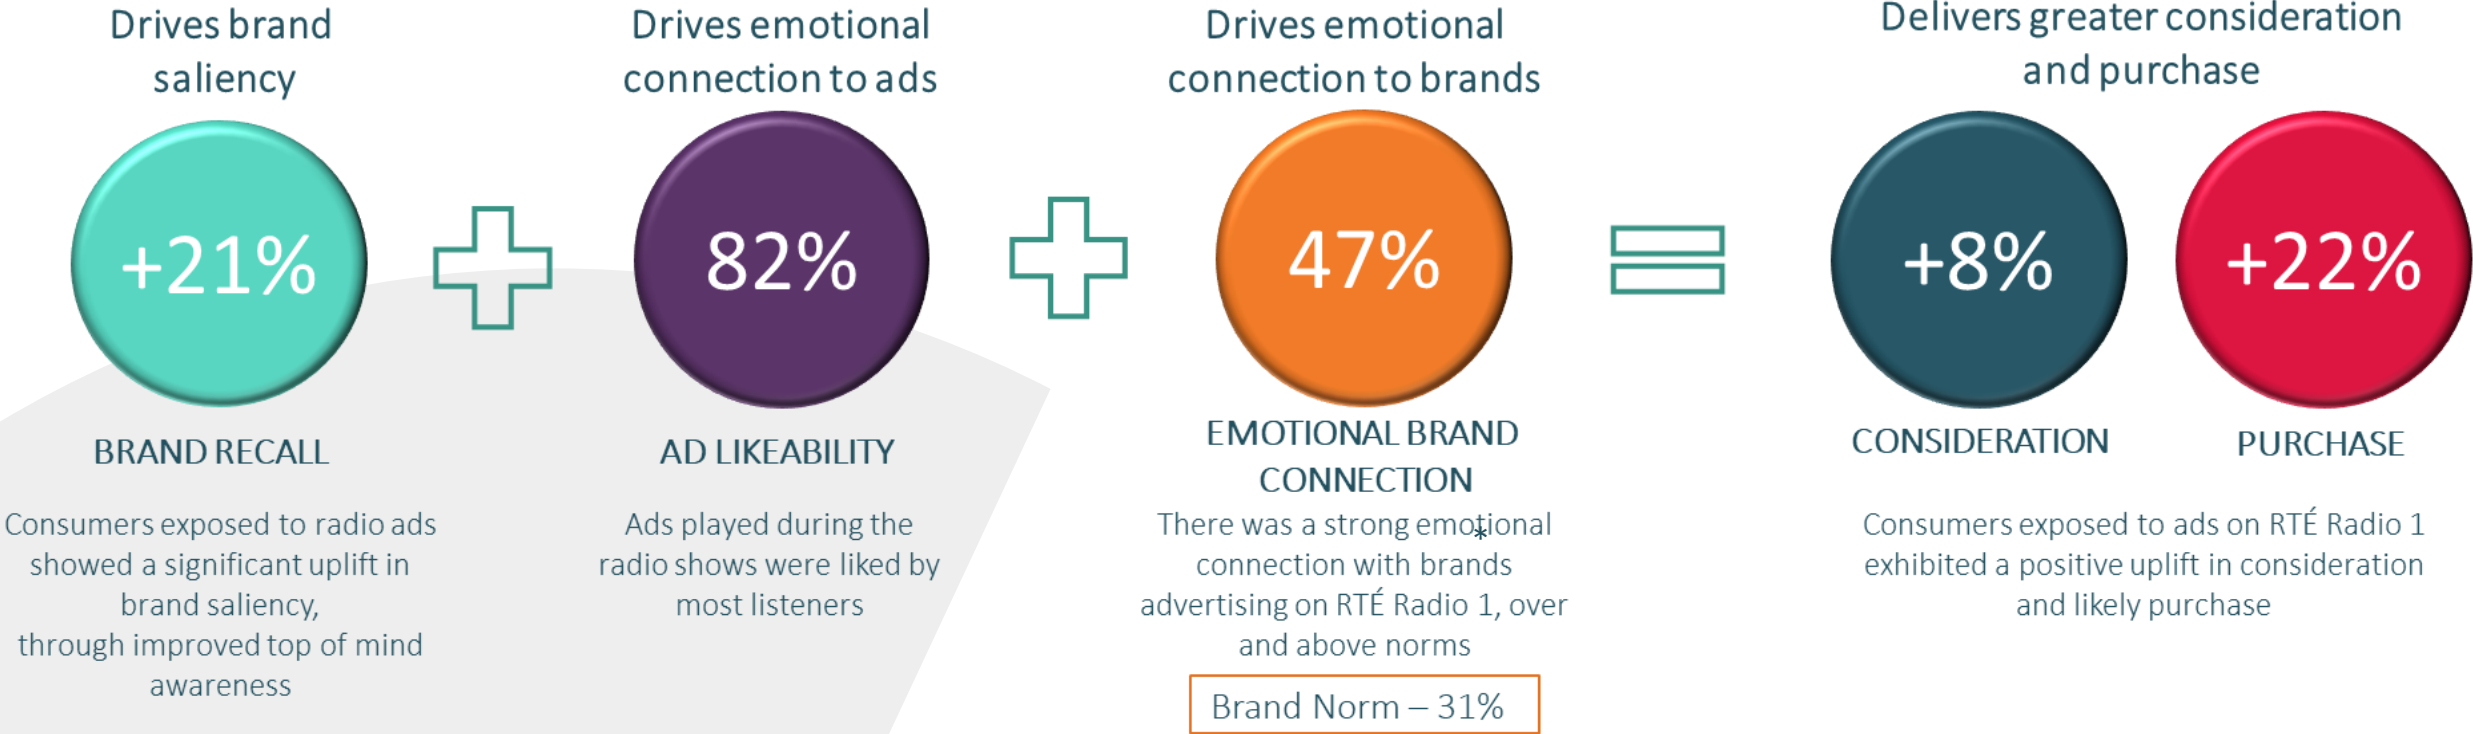 Drives brand
saliency
+21%
BRAND RECALL
Consumers exposed to radio ads
showed a significant uplift in
brand saliency,
through improved top of mind
awareness
Drives emotional
connection to ads
82%
AD LIKEABILITY
Ads played during the
radio shows were liked by
most listeners
Drives emotional
connection to brands
47%
EMOTIONAL BRAND
CONNECTION
There was a strong emotional
*
connection with brands
advertising on RTÉ Radio 1, over
and above norms
Brand Norm – 31%
Delivers greater consideration
and purchase
+8%
CONSIDERATION
+22%
PURCHASE
Consumers exposed to ads on RTÉ Radio 1
exhibited a positive uplift in consideration
and likely purchase